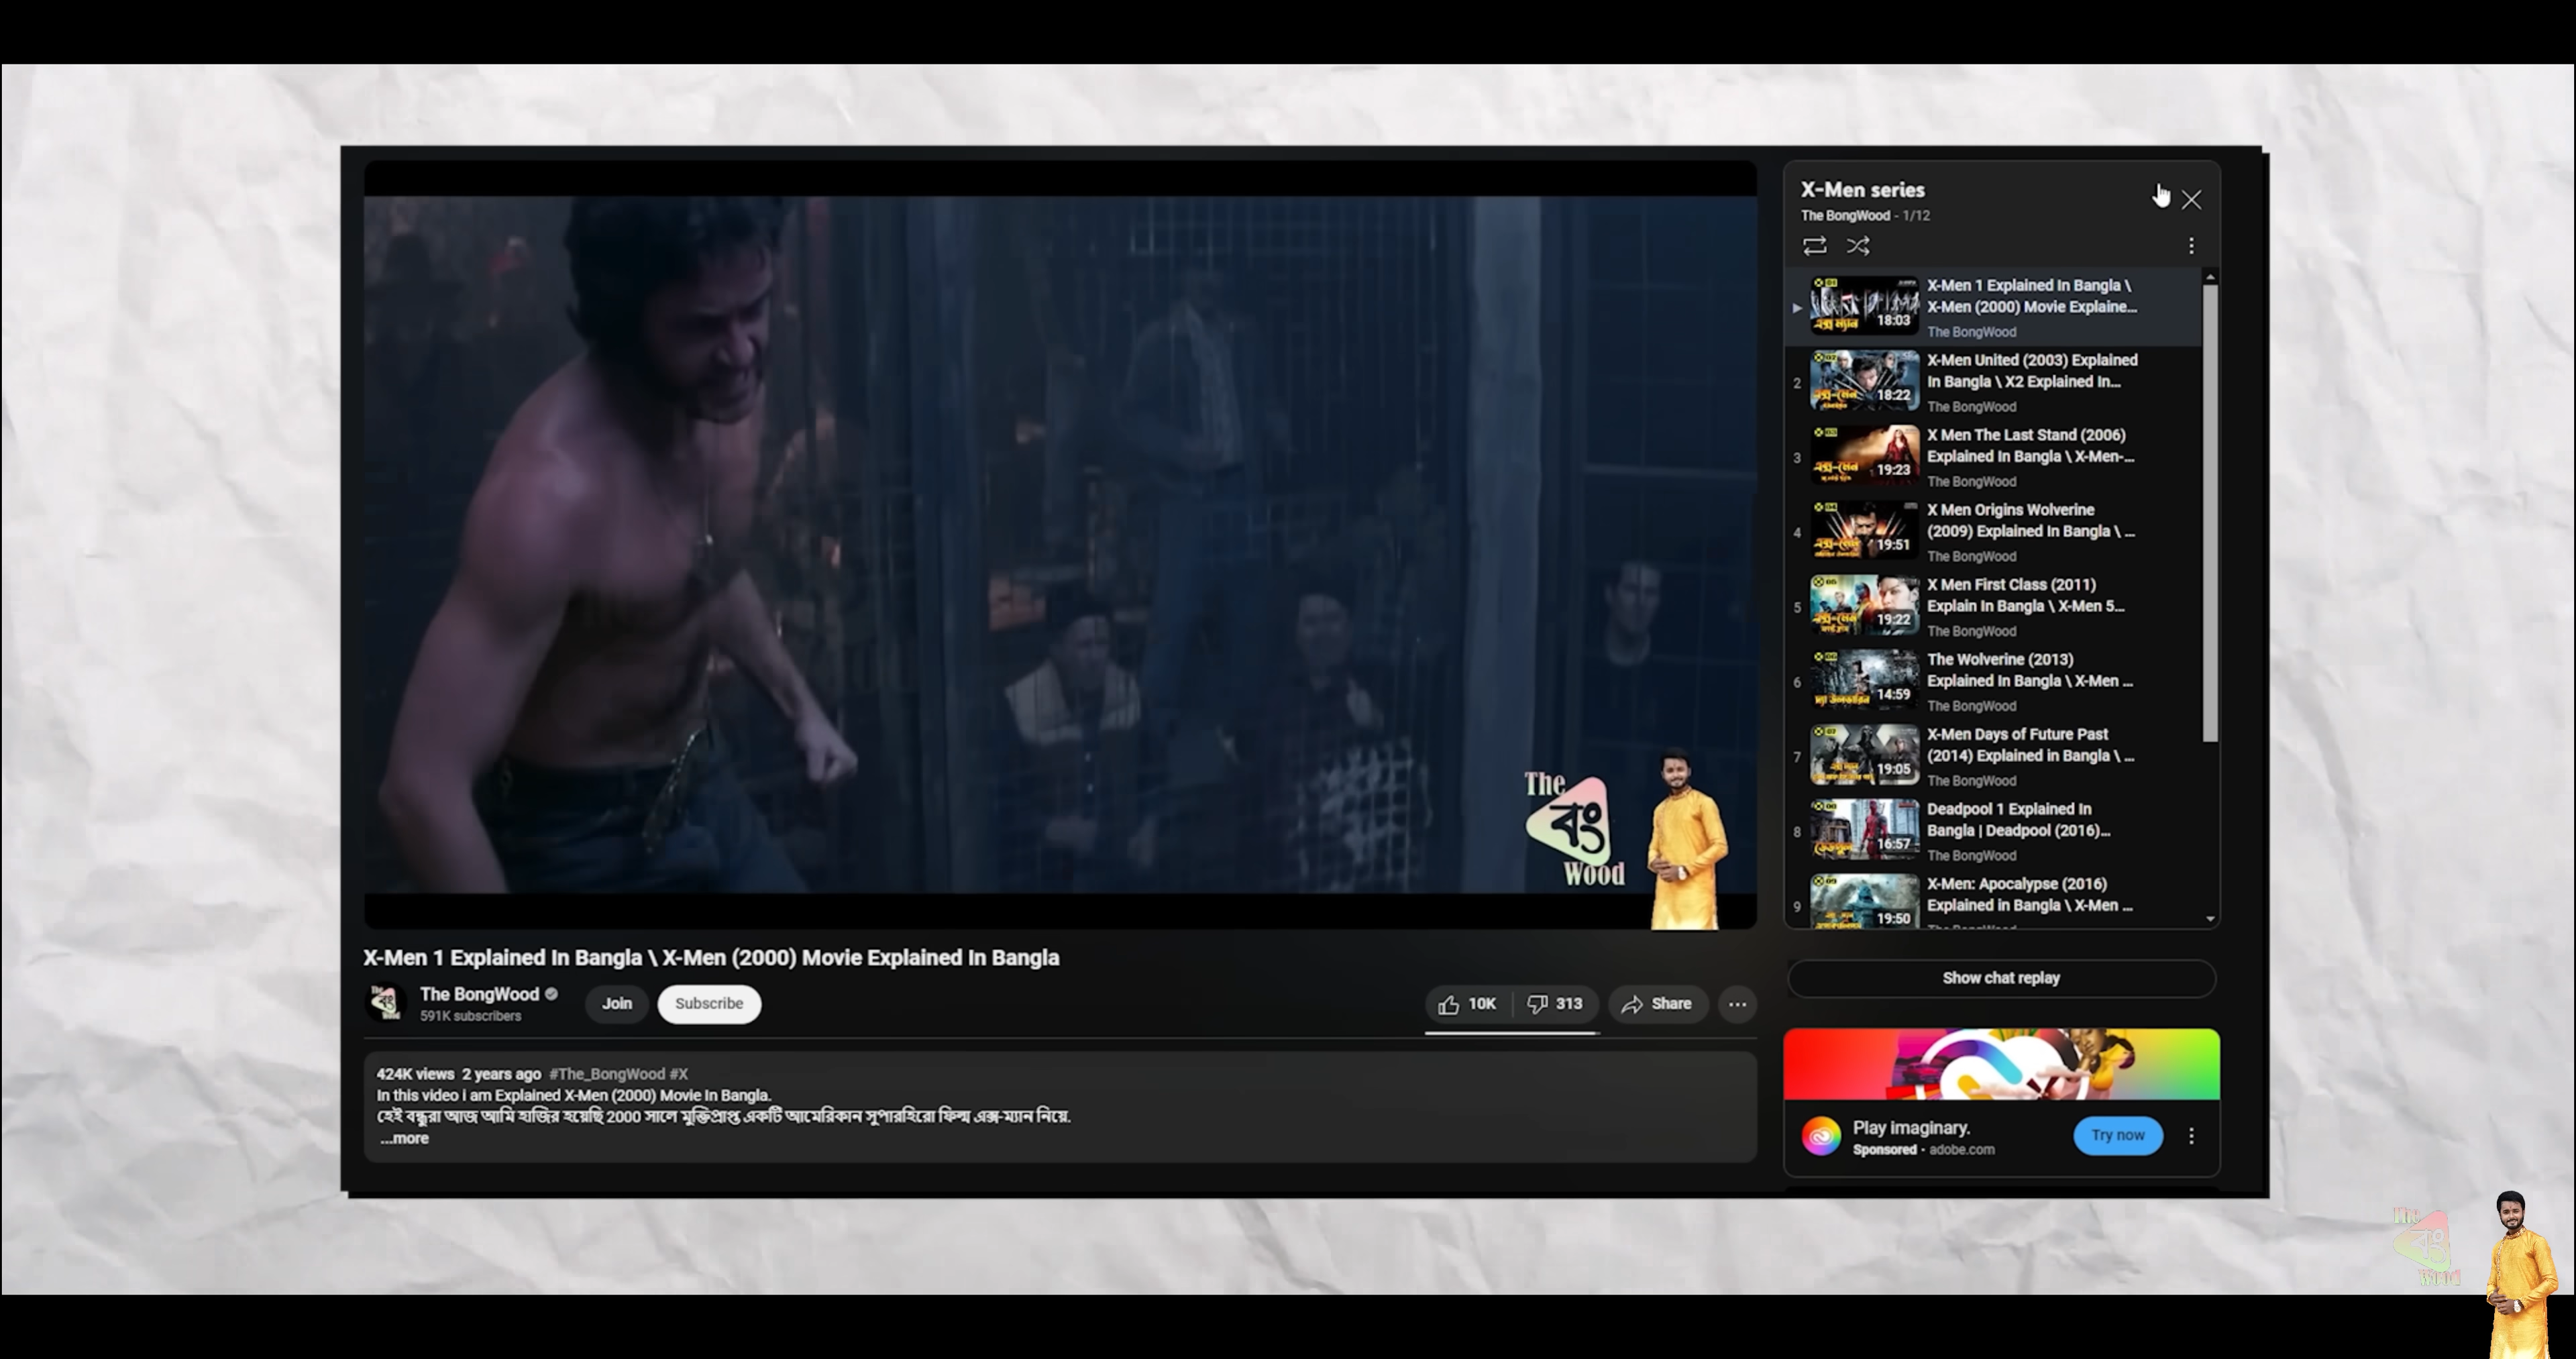 The
বং
Wood
X-Men 1 Explained In Bangla \ X-Men (2000) Movie Explained In Bangla
The BongWood
591K subscribers
Join
Subscribe
10K
313
Share
424K views 2 years ago #The_BongWood #X
In this video I am Explained X-Men (2000) Movie In Bangla.
হেই বন্ধুরা আজ আমি হাজির হয়েছি 2000 সালে মুক্তিপ্রাপ্ত একটি আমেরিকান সুপারহিরো ফিল্ম এক্স-ম্যান নিয়ে.
...more
X-Men series
The BongWood - 1/12
18:03
X-Men 1 Explained In Bangla \
X-Men (2000) Movie Explaine...
The BongWood
2
18:22
X-Men United (2003) Explained
In Bangla \ X2 Explained In...
The BongWood
3
19:23
X Men The Last Stand (2006)
Explained In Bangla \ X-Men-...
The BongWood
4
19:51
X Men Origins Wolverine
(2009) Explained In Bangla \ ...
The BongWood
5
19:22
X Men First Class (2011)
Explain In Bangla \ X-Men 5...
The BongWood
6
14:59
The Wolverine (2013)
Explained In Bangla \ X-Men ...
The BongWood
7
19:05
X-Men Days of Future Past
(2014) Explained in Bangla \ ...
The BongWood
8
16:57
Deadpool 1 Explained In
Bangla | Deadpool (2016)...
The BongWood
9
19:50
X-Men: Apocalypse (2016)
Explained in Bangla \ X-Men ...
Show chat replay
Play imaginary.
Sponsored · adobe.com
Try now
The
বং
Wood